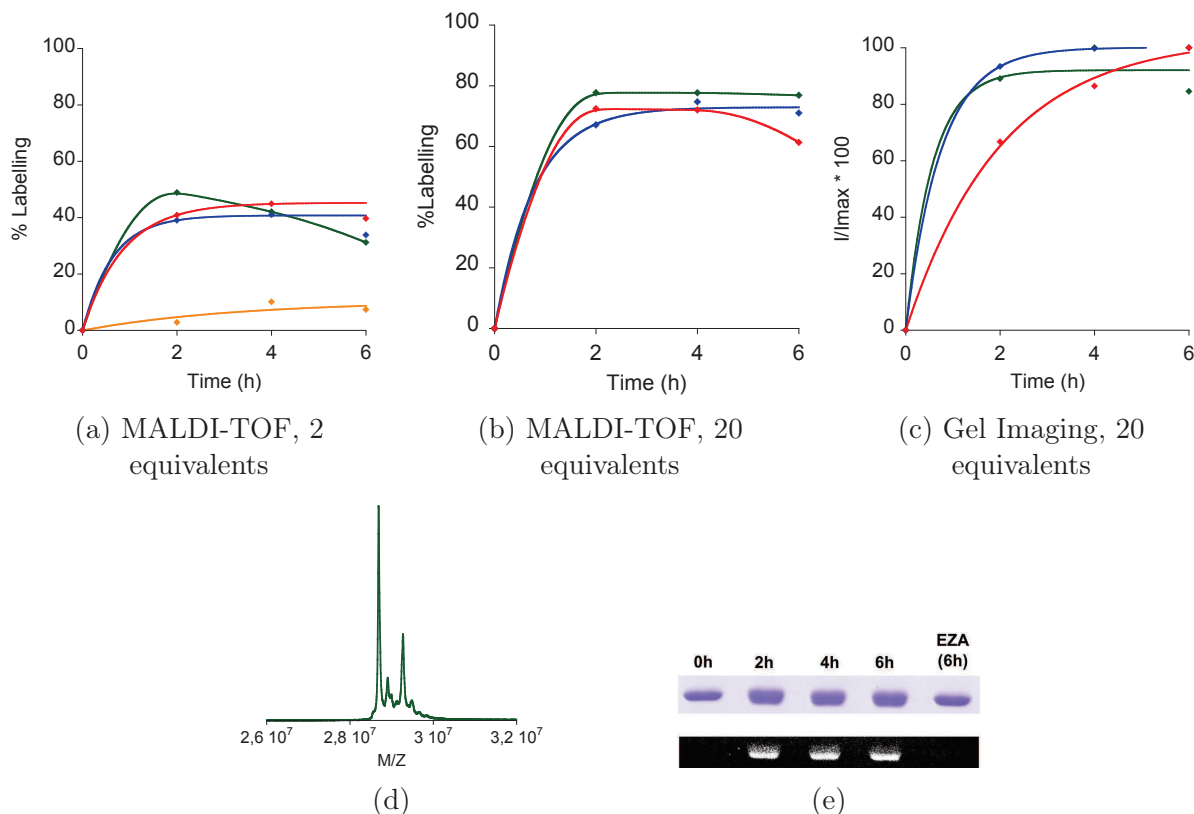 100
80
60
40
20
0
% Labelling
0 2 4 6
Time (h)
(a) MALDI-TOF, 2
equivalents
100
80
60
40
20
0
%Labelling
0 2 4 6
Time (h)
(b) MALDI-TOF, 20
equivalents
100
80
60
40
20
0
I/Imax * 100
0 2 4 6
Time (h)
(c) Gel Imaging, 20
equivalents
2,6 10⁷ 2,8 10⁷ 3 10⁷ 3,2 10⁷
M/Z
(d)
0h 2h 4h 6h EZA
(6h)
(e)